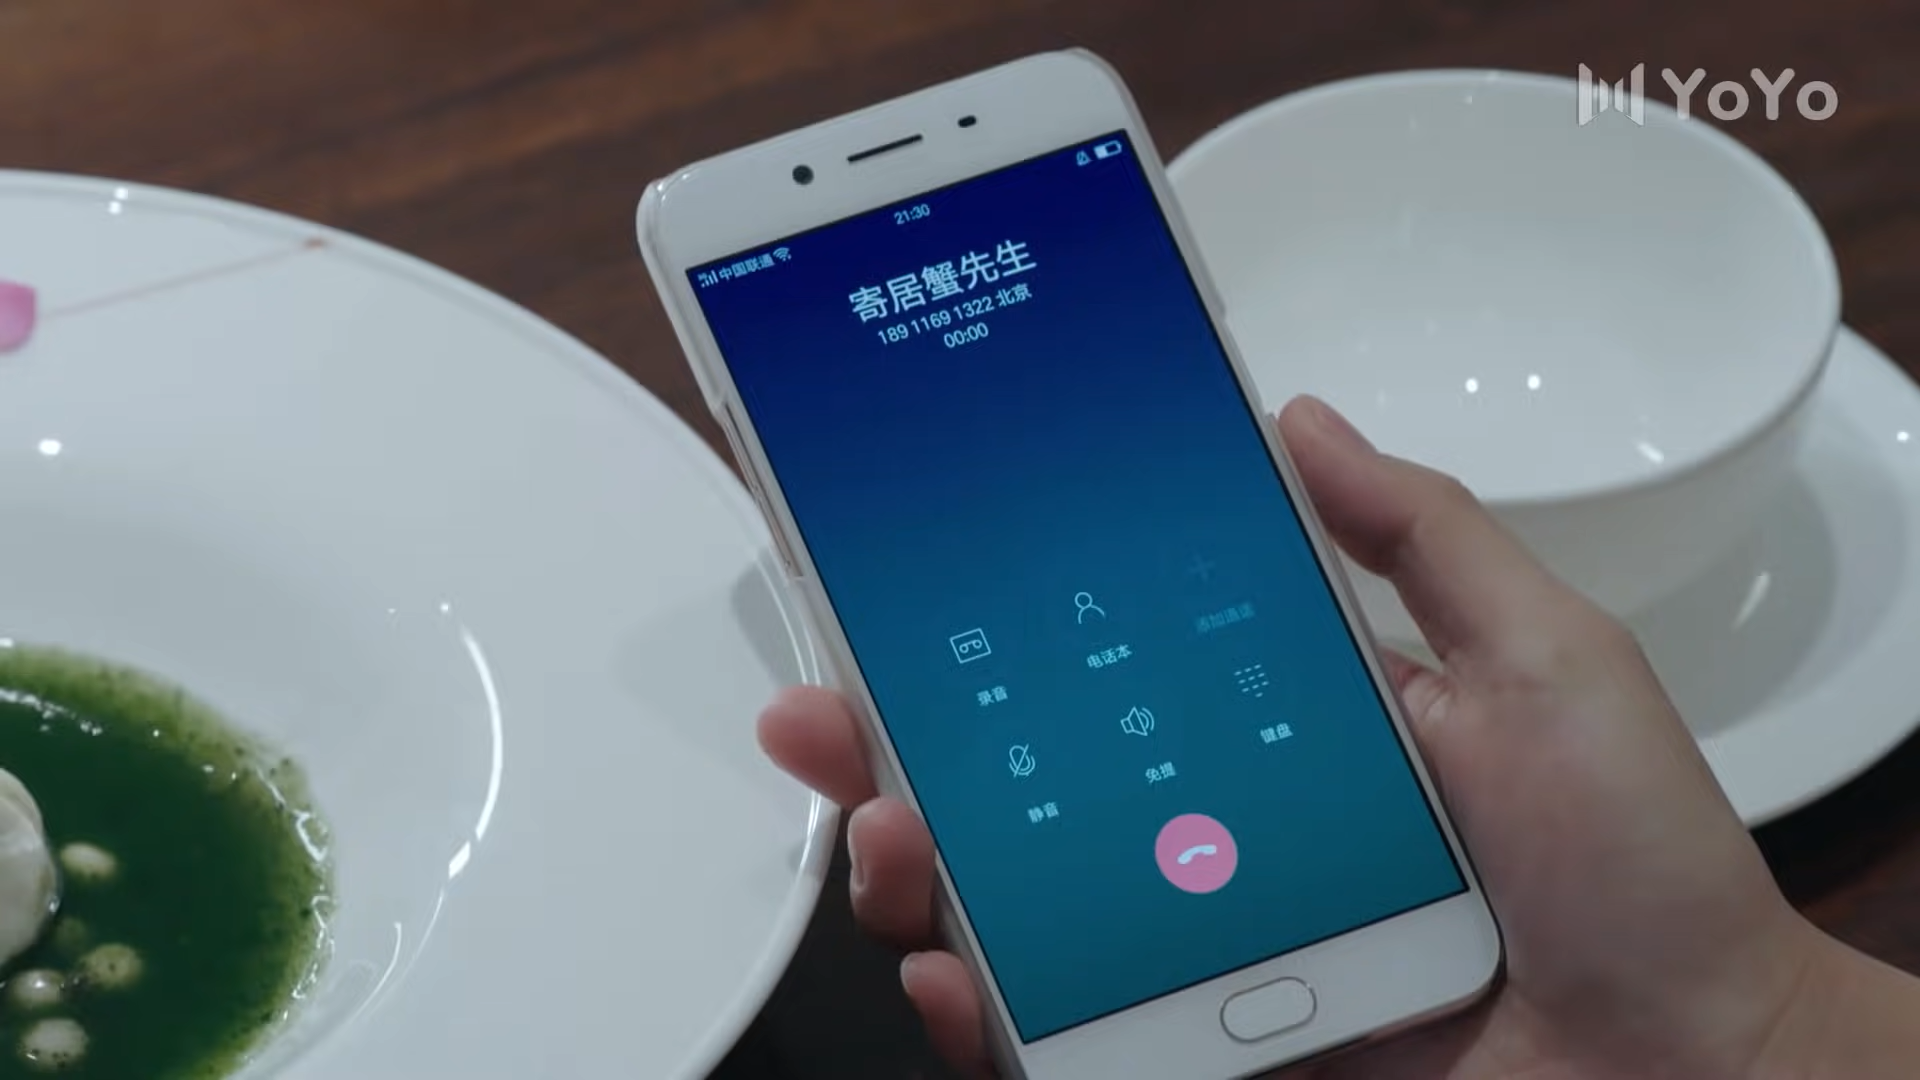 YoYo
中国联通
21:30
寄居蟹先生
189 1169 1322 北京
00:00
录音
电话本
添加通话
静音
免提
键盘